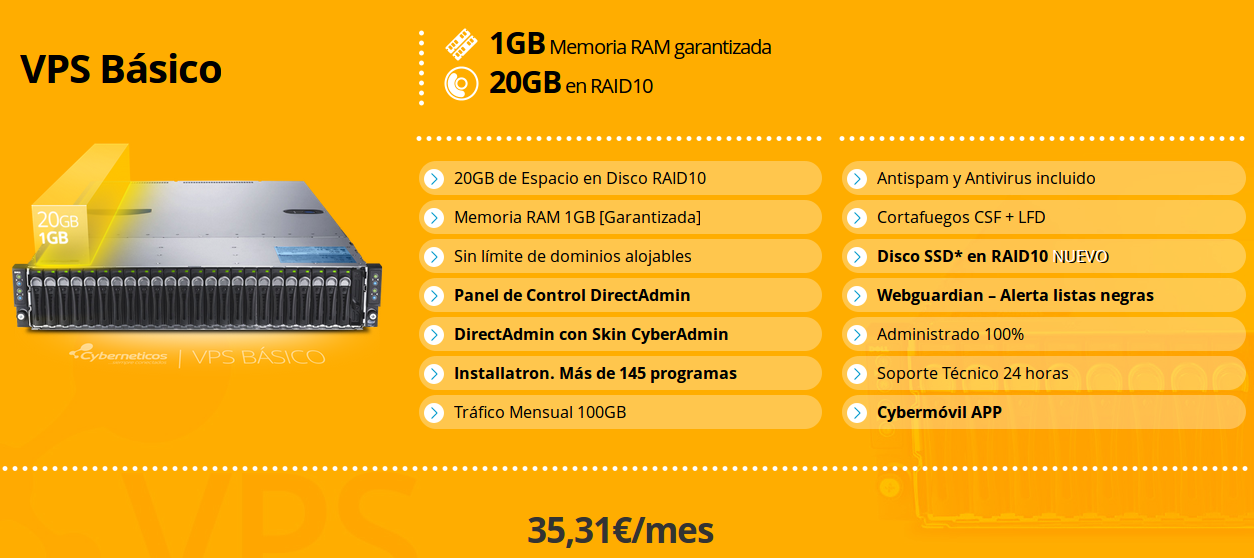 VPS Básico
1GB Memoria RAM garantizada
20GB en RAID10
20GB
1GB
Cyberneticos | VPS BÁSICO
20GB de Espacio en Disco RAID10
Memoria RAM 1GB [Garantizada]
Sin límite de dominios alojables
Panel de Control DirectAdmin
DirectAdmin con Skin CyberAdmin
Installatron. Más de 145 programas
Tráfico Mensual 100GB
Antispam y Antivirus incluido
Cortafuegos CSF + LFD
Disco SSD* en RAID10 NUEVO
Webguardian – Alerta listas negras
Administrado 100%
Soporte Técnico 24 horas
Cybermóvil APP
VPS
35,31€/mes